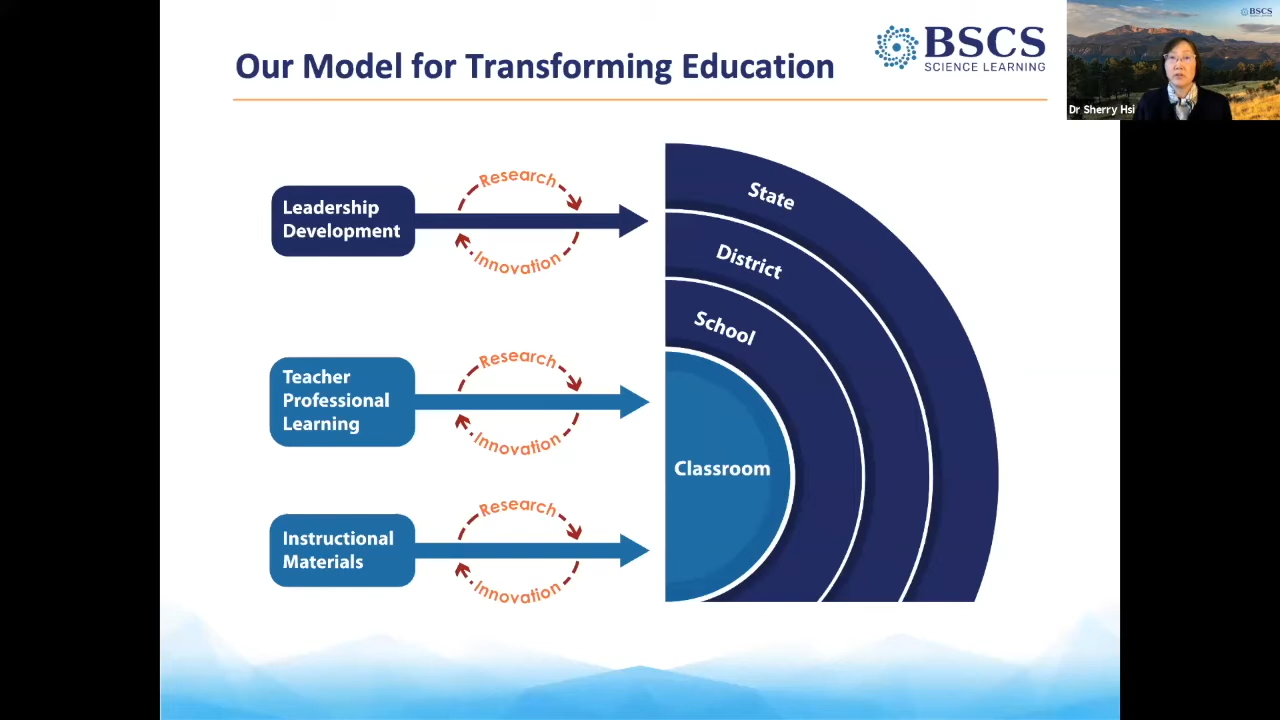 Our Model for Transforming Education
BSCS
SCIENCE LEARNING
BSCS
Dr Sherry Hsi
Leadership
Development
Research
Innovation
Teacher
Professional
Learning
Research
Innovation
Instructional
Materials
Research
Innovation
State
District
School
Classroom